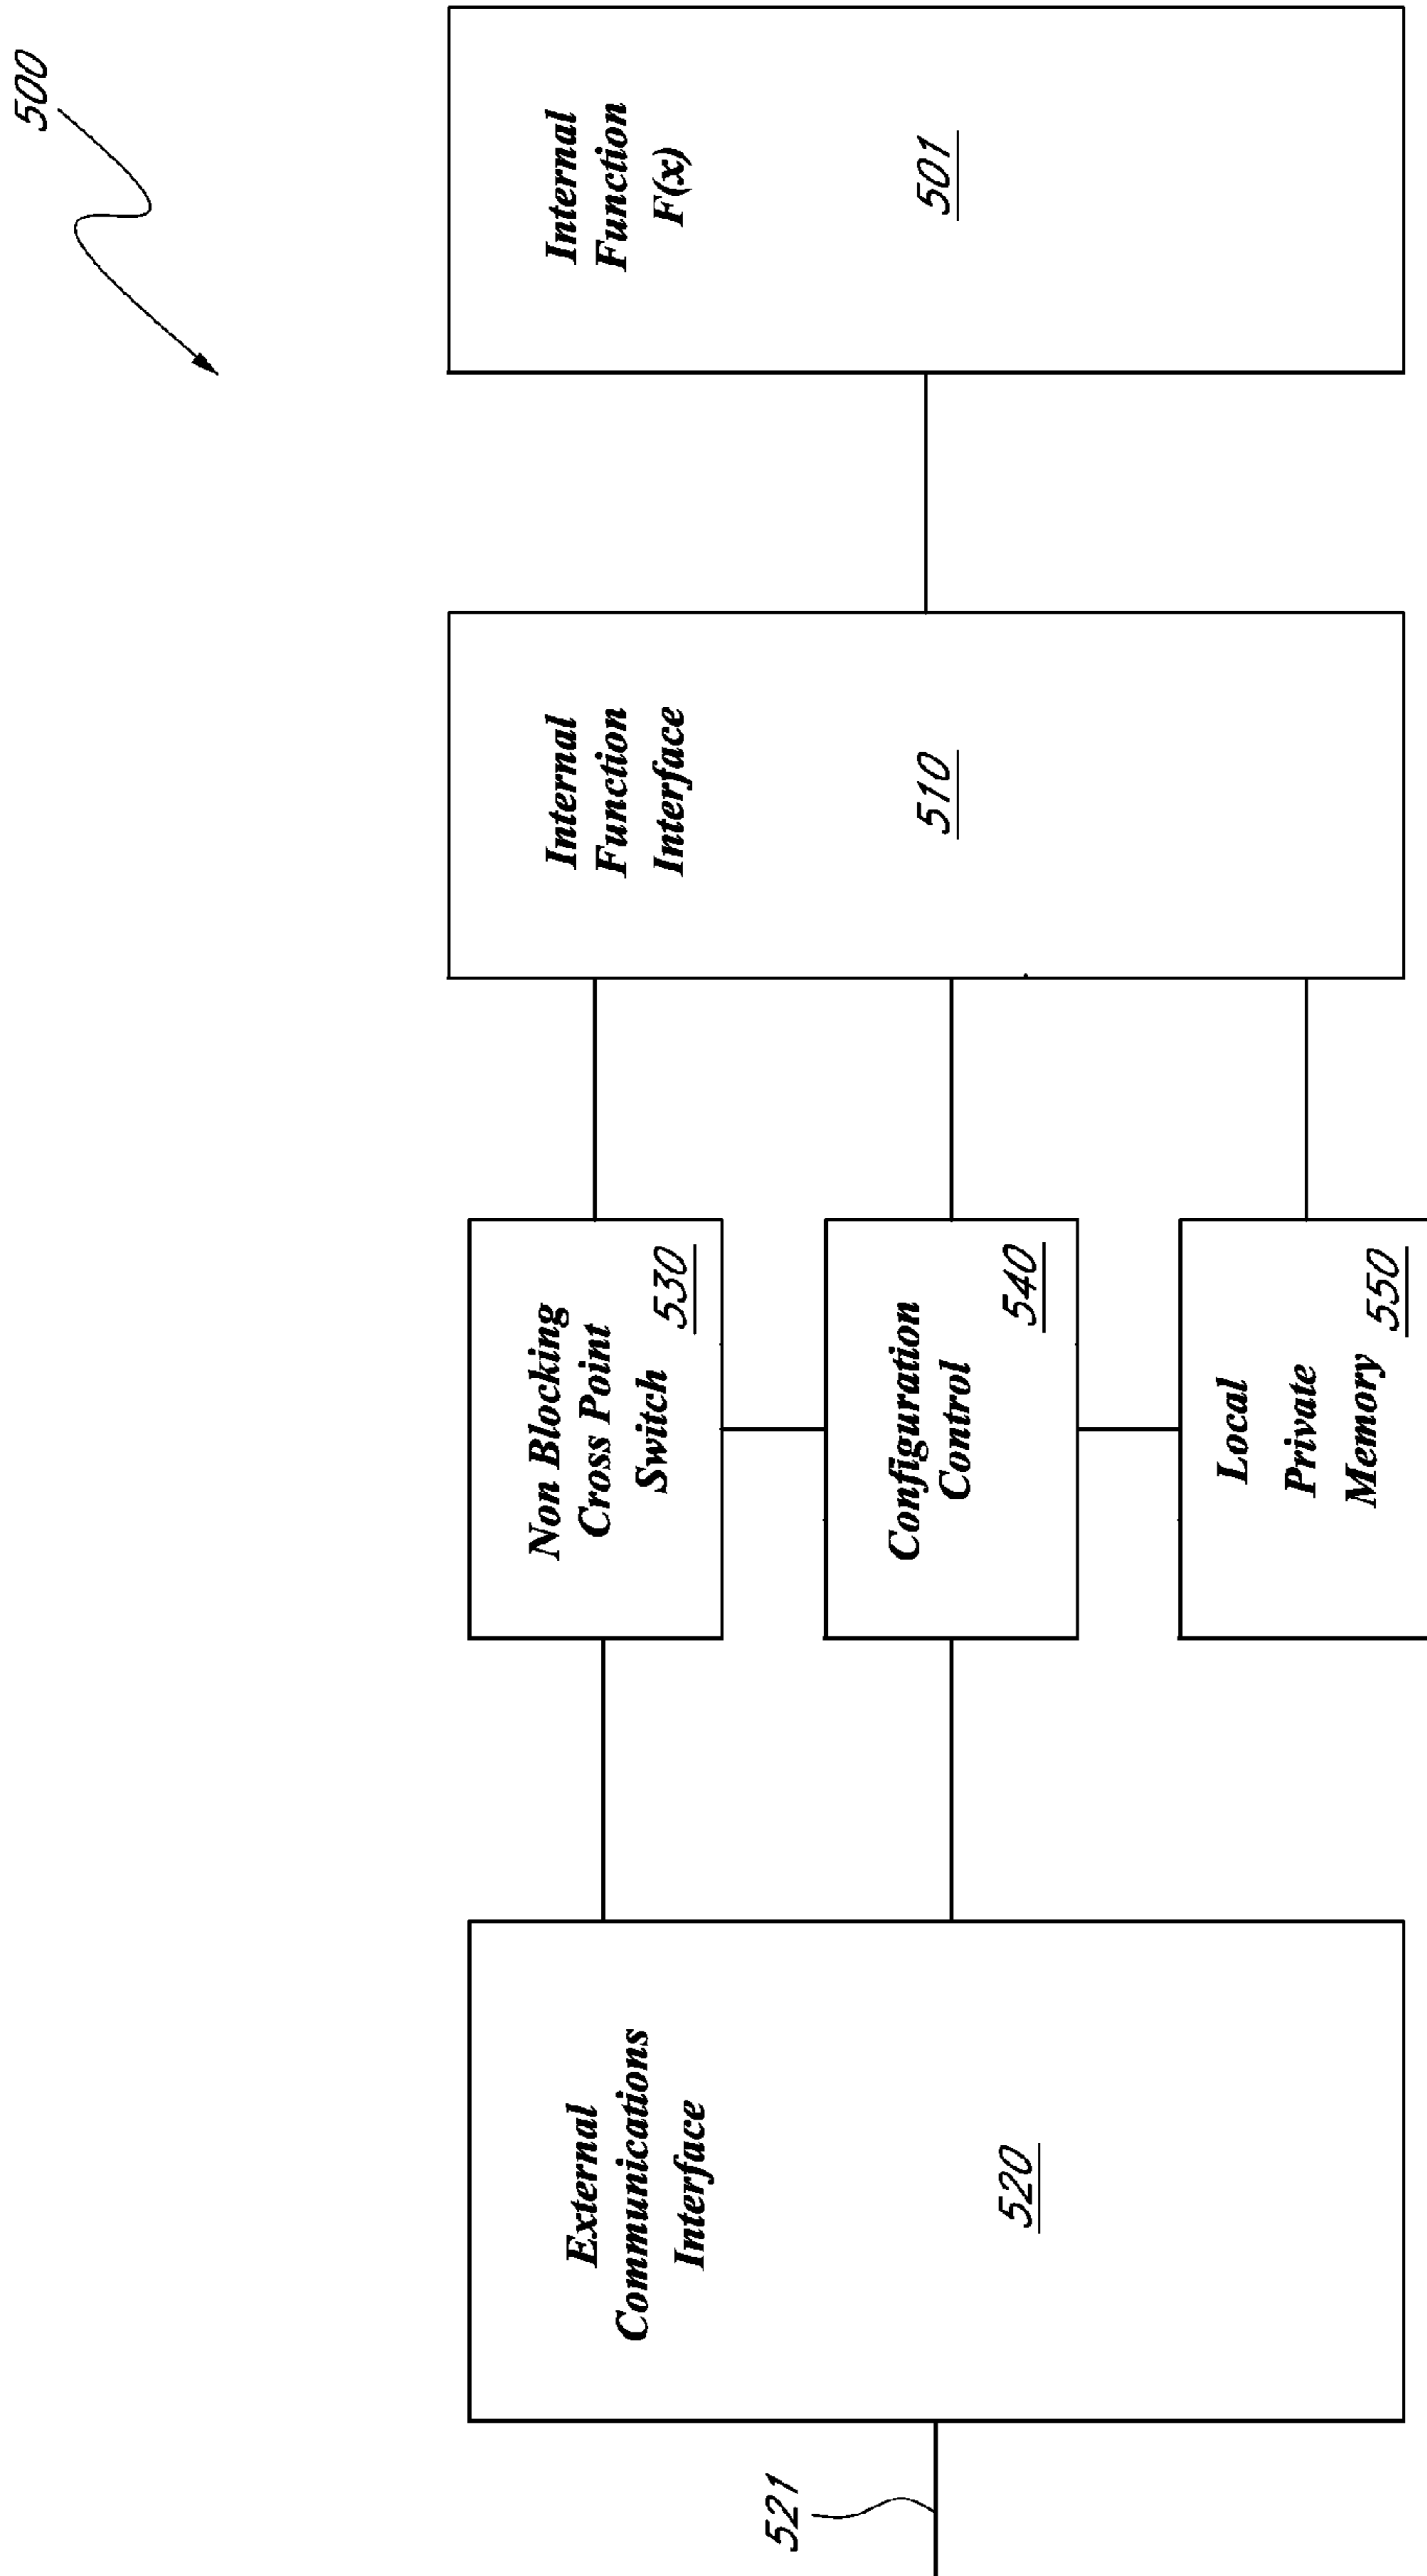 500
External
Communications
Interface
520
521
Non Blocking
Cross Point
Switch
530
Configuration
Control
540
Local
Private
Memory
550
Internal
Function
Interface
510
Internal
Function
F(x)
501